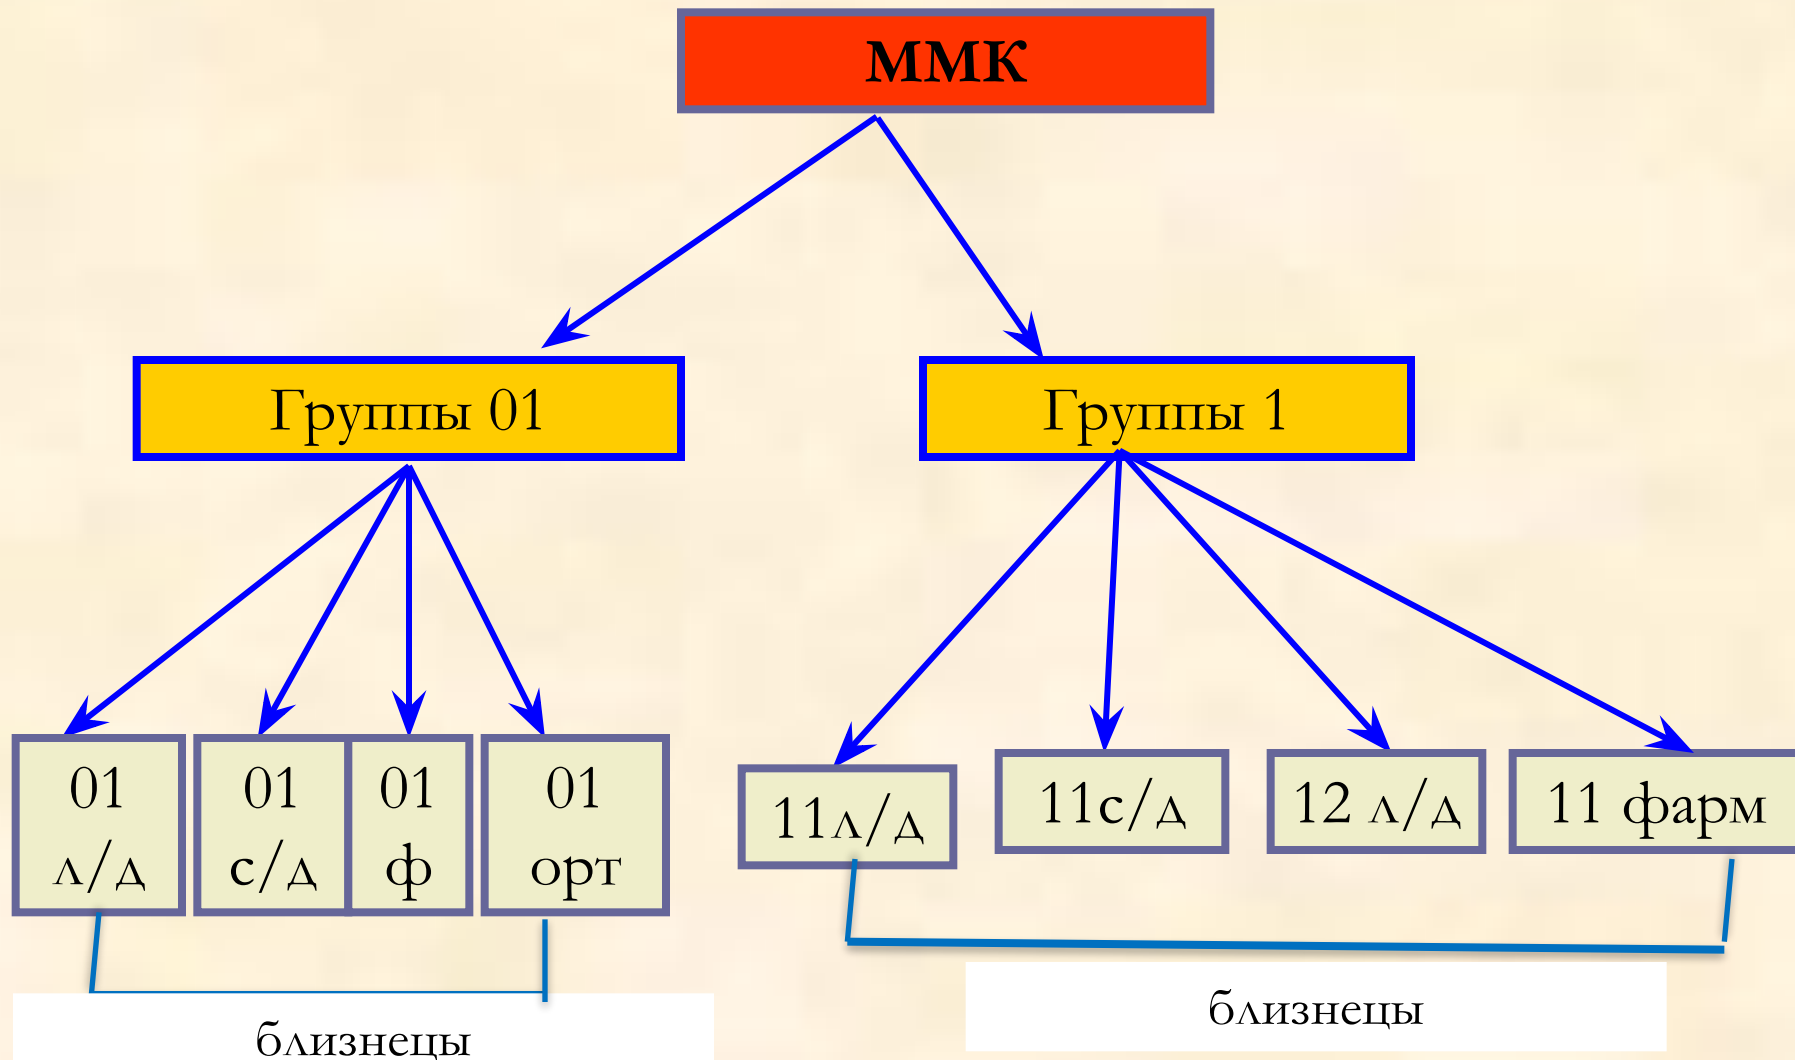 ММК
Группы 01
Группы 1
01
л/д
01
с/д
01
ф
01
орт
11л/д
11с/д
12 л/д
11 фарм
близнецы
близнецы